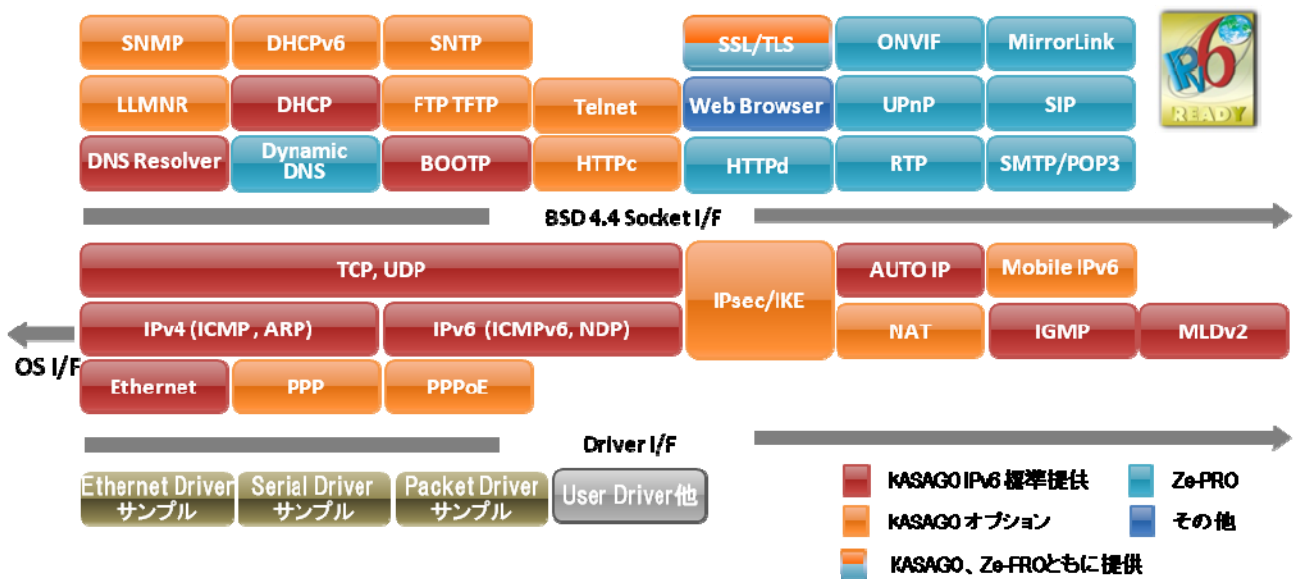 SNMP
DHCPv6
SNTP
SSL/TLS
ONVIF
MirrorLink
IPv6
READY
LLMNR
DHCP
FTP TFTP
Telnet
Web Browser
UPnP
SIP
DNS Resolver
Dynamic
DNS
BOOTP
HTTPc
HTTPd
RTP
SMTP/POP3
BSD 4.4 Socket I/F
TCP, UDP
IPsec/IKE
AUTO IP
Mobile IPv6
IPv4 (ICMP , ARP)
IPv6 (ICMPv6, NDP)
NAT
IGMP
MLDv2
OS I/F
Ethernet
PPP
PPPoE
Driver I/F
Ethernet Driver
サンプル
Serial Driver
サンプル
Packet Driver
サンプル
User Driver他
KASAGO IPv6 標準提供
Ze-PRO
KASAGO オプション
その他
KASAGO、Ze-PROともに提供